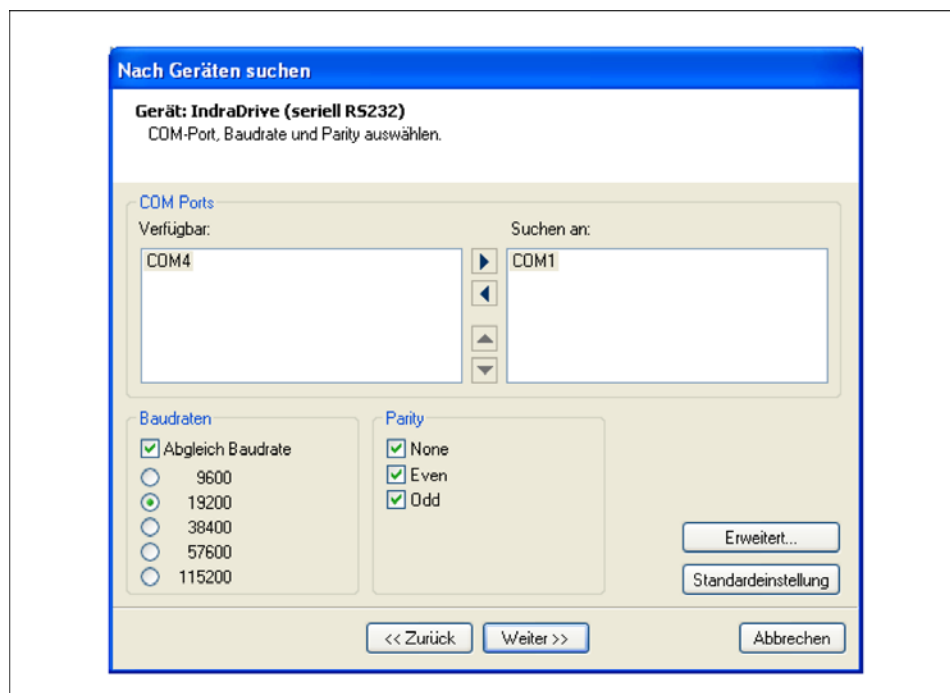 Nach Geräten suchen
Gerät: IndraDrive (seriell RS232)
COM-Port, Baudrate und Parity auswählen.
COM Ports
Verfügbar:
Suchen an:
COM4
COM1
Baudraten
Abgleich Baudrate
9600
19200
38400
57600
115200
Parity
None
Even
Odd
Erweitert...
Standardeinstellung
<< Zurück
Weiter >>
Abbrechen